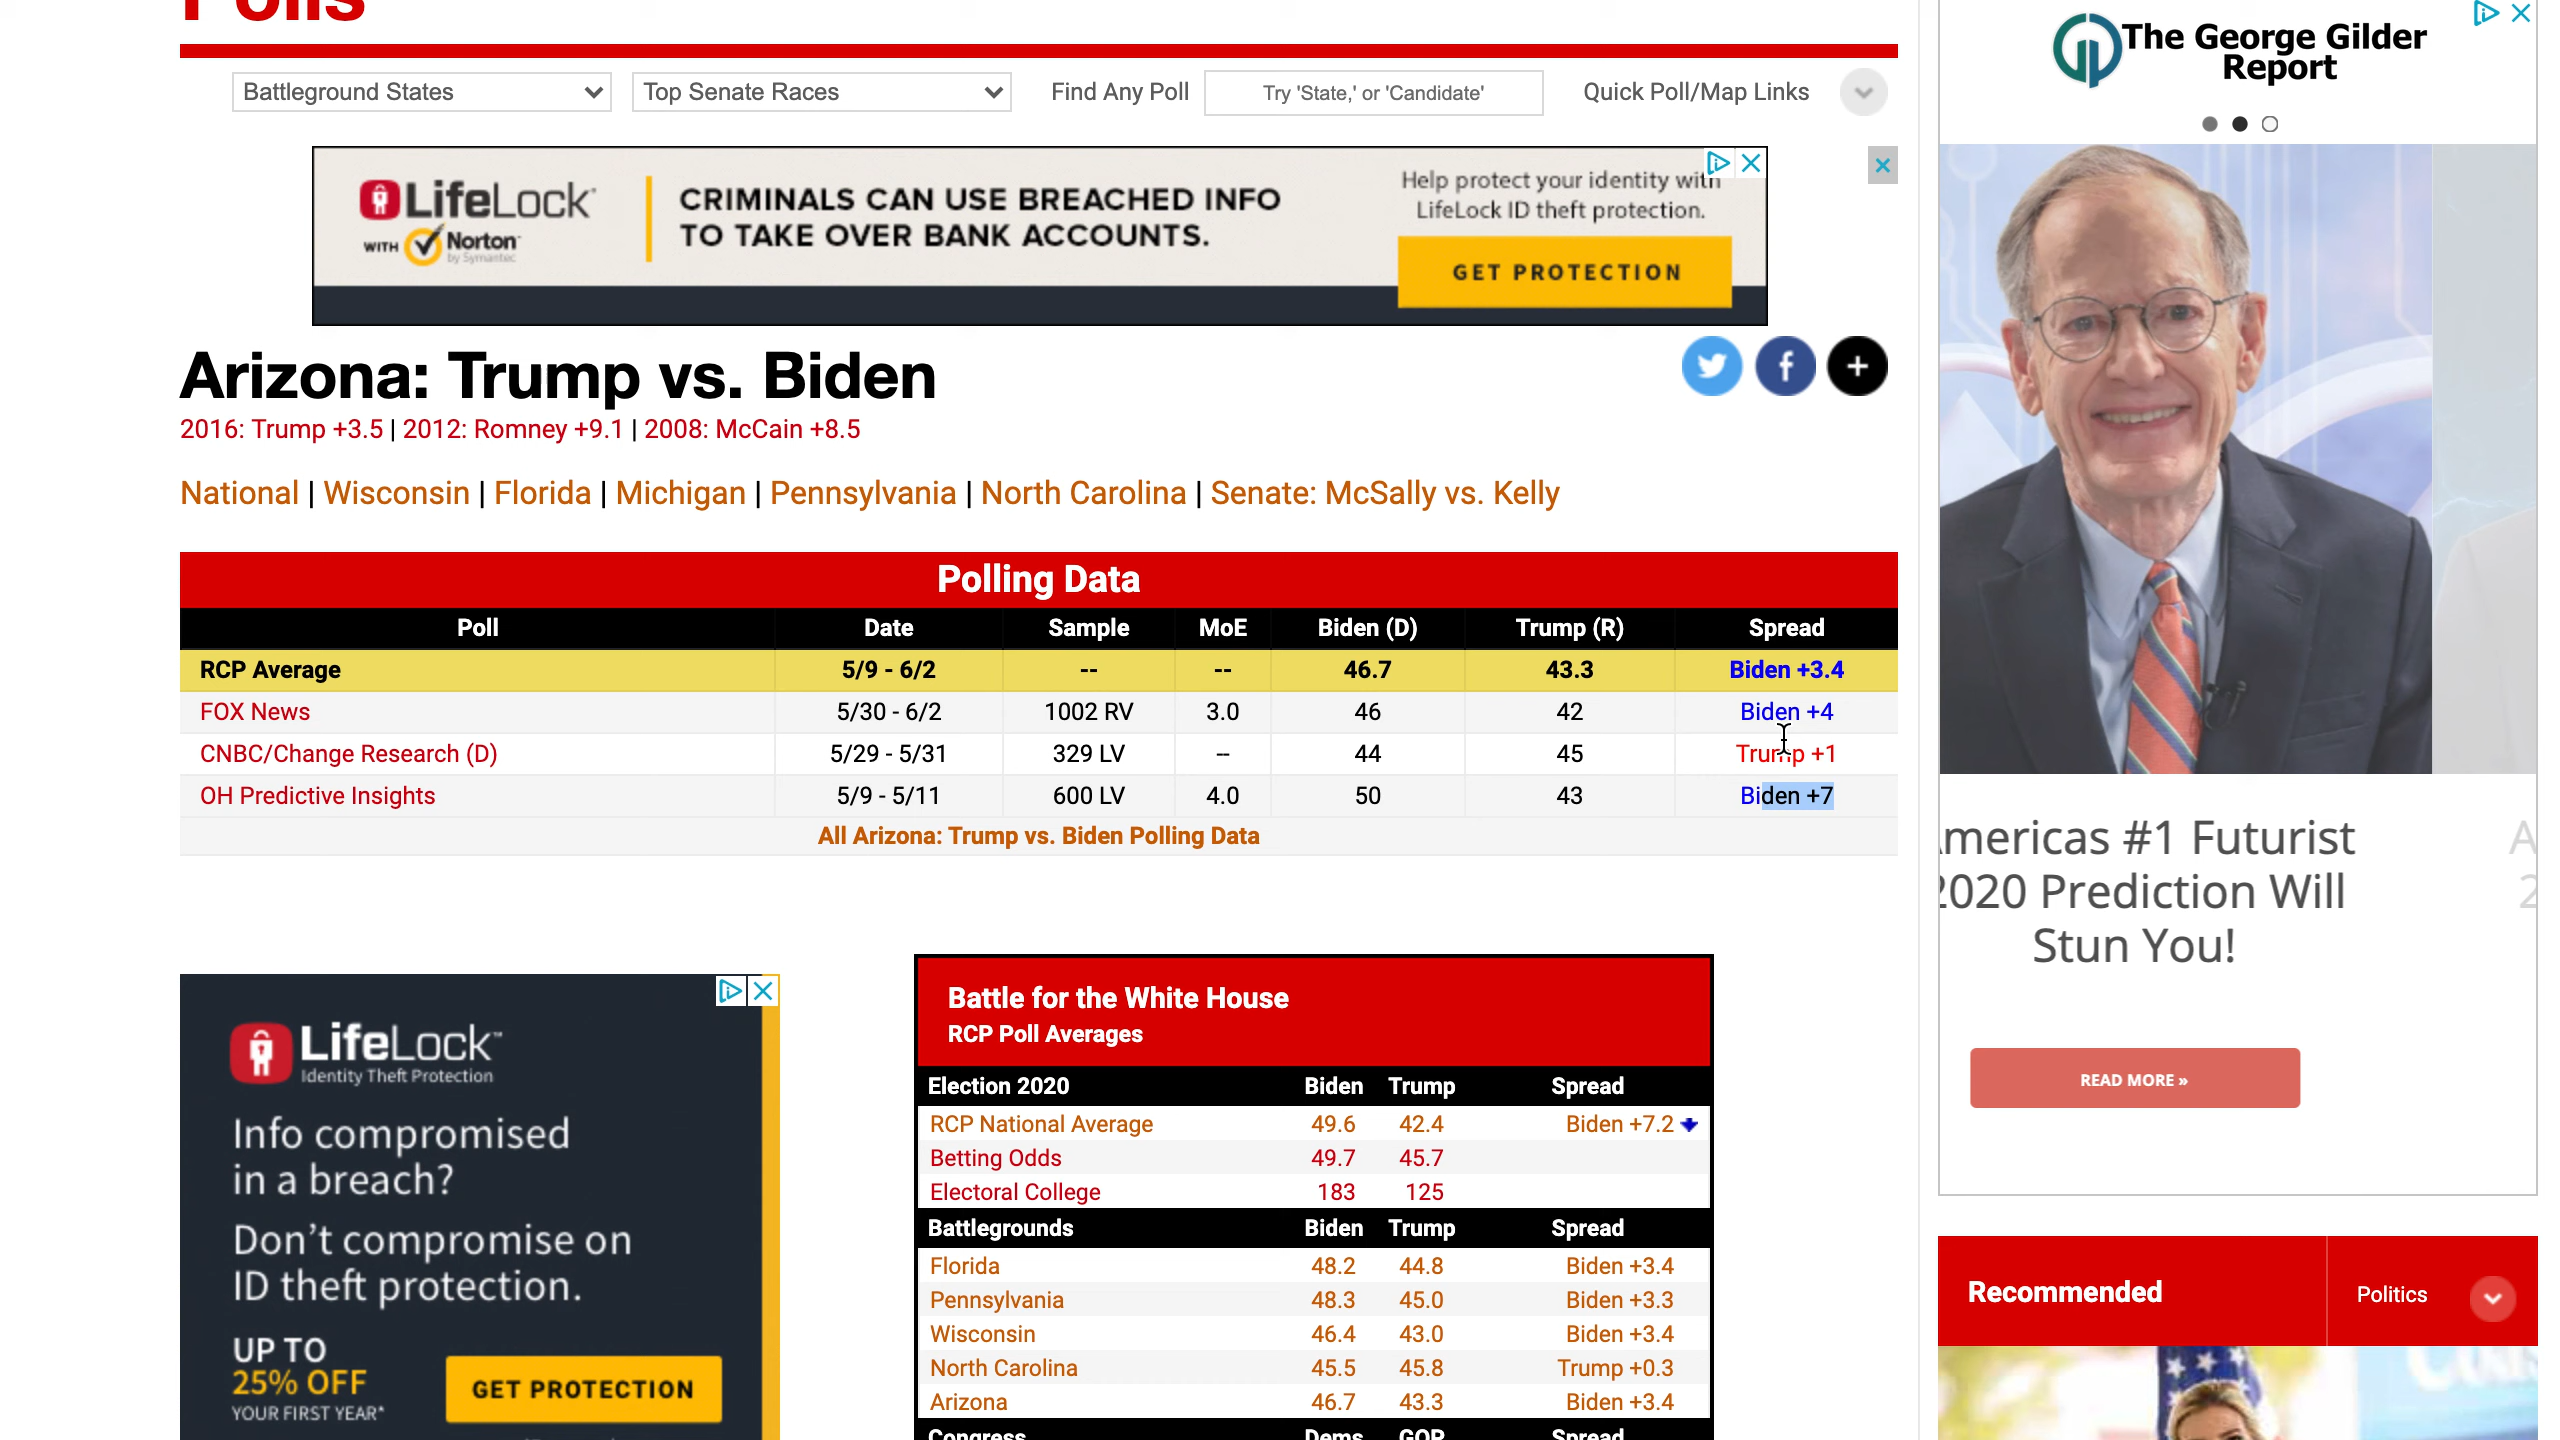 Polls
Battleground States
Top Senate Races
Find Any Poll
Try 'State,' or 'Candidate'
Quick Poll/Map Links
LifeLock
WITH Norton
by Symantec
CRIMINALS CAN USE BREACHED INFO
TO TAKE OVER BANK ACCOUNTS.
Help protect your identity with
LifeLock ID theft protection.
GET PROTECTION
Arizona: Trump vs. Biden
2016: Trump +3.5 | 2012: Romney +9.1 | 2008: McCain +8.5
National | Wisconsin | Florida | Michigan | Pennsylvania | North Carolina | Senate: McSally vs. Kelly
Polling Data
Poll Date Sample MoE Biden (D) Trump (R) Spread
RCP Average 5/9 - 6/2 -- -- 46.7 43.3 Biden +3.4
FOX News 5/30 - 6/2 1002 RV 3.0 46 42 Biden +4
CNBC/Change Research (D) 5/29 - 5/31 329 LV -- 44 45 Trump +1
OH Predictive Insights 5/9 - 5/11 600 LV 4.0 50 43 Biden +7
All Arizona: Trump vs. Biden Polling Data
LifeLock™
Identity Theft Protection
Info compromised
in a breach?
Don't compromise on
ID theft protection.
UP TO
25% OFF
YOUR FIRST YEAR*
GET PROTECTION
Battle for the White House
RCP Poll Averages
Election 2020 Biden Trump Spread
RCP National Average 49.6 42.4 Biden +7.2
Betting Odds 49.7 45.7
Electoral College 183 125
Battlegrounds Biden Trump Spread
Florida 48.2 44.8 Biden +3.4
Pennsylvania 48.3 45.0 Biden +3.3
Wisconsin 46.4 43.0 Biden +3.4
North Carolina 45.5 45.8 Trump +0.3
Arizona 46.7 43.3 Biden +3.4
Congress Dems GOP Spread
The George Gilder
Report
mericas #1 Futurist
2020 Prediction Will
Stun You!
READ MORE »
Recommended
Politics